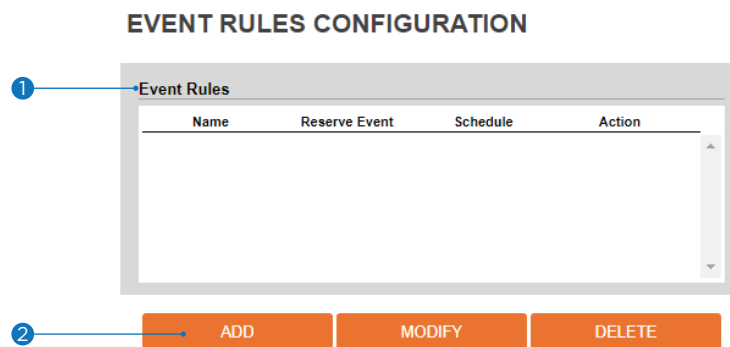 EVENT RULES CONFIGURATION
1
Event Rules
Name Reserve Event Schedule Action
2
ADD MODIFY DELETE